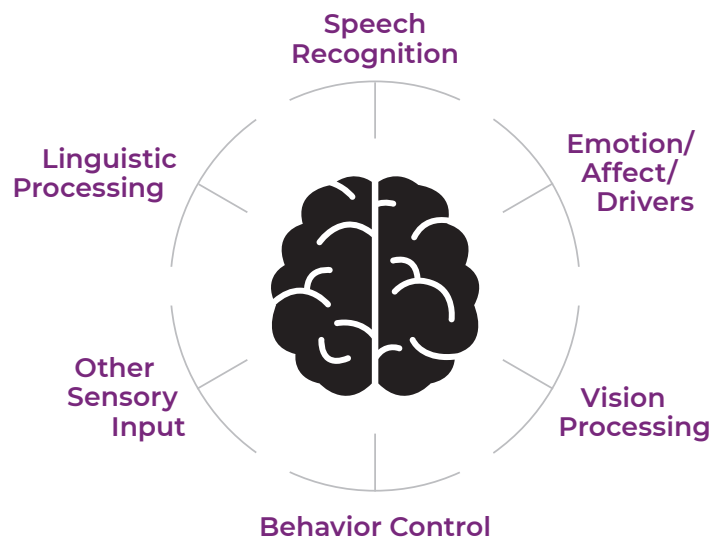 Speech
Recognition
Emotion/
Affect/
Drivers
Vision
Processing
Behavior Control
Other
Sensory
Input
Linguistic
Processing